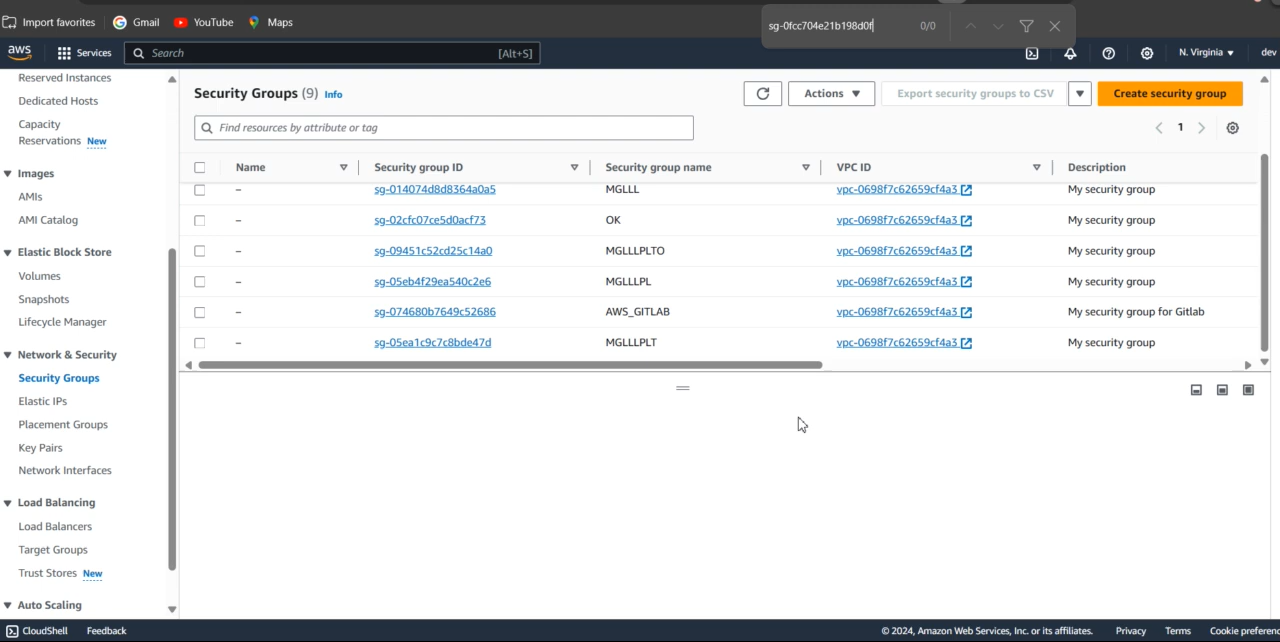 Import favorites Gmail YouTube Maps
sg-0fcc704e21b198d0f 0/0
aws Services Search [Alt+S] N. Virginia dev
Reserved Instances
Dedicated Hosts
Capacity
Reservations New
Images
AMIs
AMI Catalog
Elastic Block Store
Volumes
Snapshots
Lifecycle Manager
Network & Security
Security Groups
Elastic IPs
Placement Groups
Key Pairs
Network Interfaces
Load Balancing
Load Balancers
Target Groups
Trust Stores New
Auto Scaling
Security Groups (9) Info Actions Export security groups to CSV Create security group
Find resources by attribute or tag 1
Name Security group ID Security group name VPC ID Description
– sg-014074d8d8364a0a5 MGLLL vpc-0698f7c62659cf4a3 My security group
– sg-02cfc07ce5d0acf73 OK vpc-0698f7c62659cf4a3 My security group
– sg-09451c52cd25c14a0 MGLLLPLTO vpc-0698f7c62659cf4a3 My security group
– sg-05eb4f29ea540c2e6 MGLLLPL vpc-0698f7c62659cf4a3 My security group
– sg-074680b7649c52686 AWS_GITLAB vpc-0698f7c62659cf4a3 My security group for Gitlab
– sg-05ea1c9c7c8bde47d MGLLLPLT vpc-0698f7c62659cf4a3 My security group
CloudShell Feedback © 2024, Amazon Web Services, Inc. or its affiliates. Privacy Terms Cookie preferenc